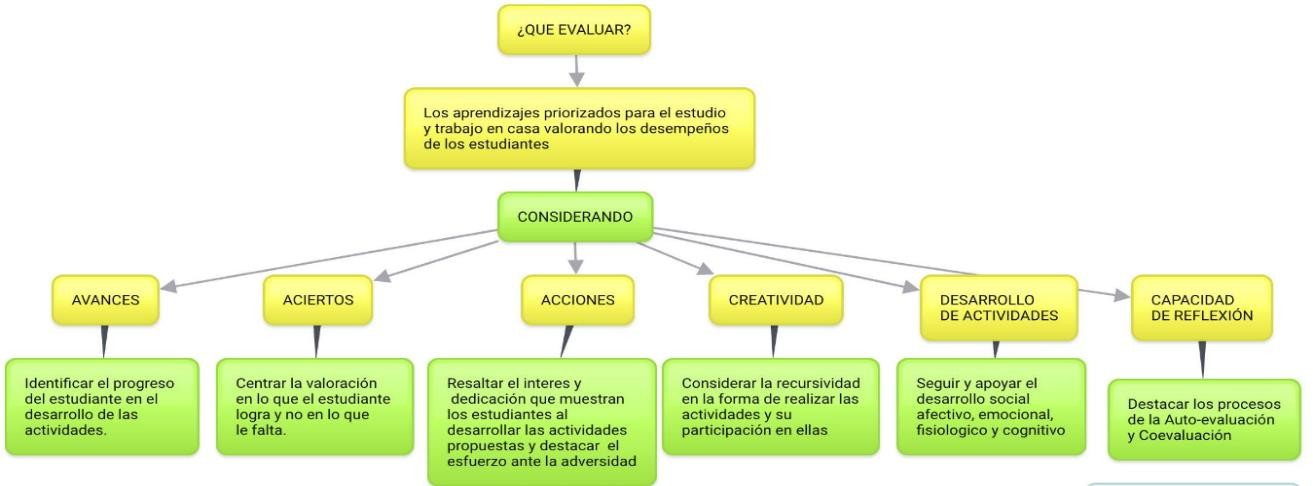 ¿QUE EVALUAR?
Los aprendizajes priorizados para el estudio
y trabajo en casa valorando los desempeños
de los estudiantes
CONSIDERANDO
AVANCES
Identificar el progreso
del estudiante en el
desarrollo de las
actividades.
ACIERTOS
Centrar la valoración
en lo que el estudiante
logra y no en lo que
le falta.
ACCIONES
Resaltar el interes y
dedicación que muestran
los estudiantes al
desarrollar las actividades
propuestas y destacar el
esfuerzo ante la adversidad
CREATIVIDAD
Considerar la recursividad
en la forma de realizar las
actividades y su
participación en ellas
DESARROLLO
DE ACTIVIDADES
Seguir y apoyar el
desarrollo social
afectivo, emocional,
fisiologico y cognitivo
CAPACIDAD
DE REFLEXIÓN
Destacar los procesos
de la Auto-evaluación
y Coevaluación